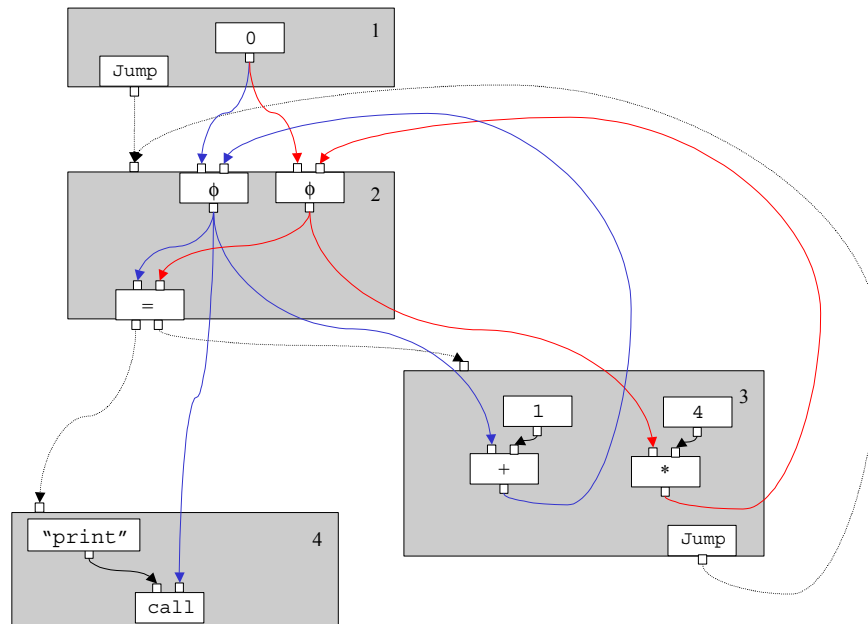 1
0
Jump
2
ϕ
ϕ
=
3
1
4
+
*
Jump
4
“print”
call